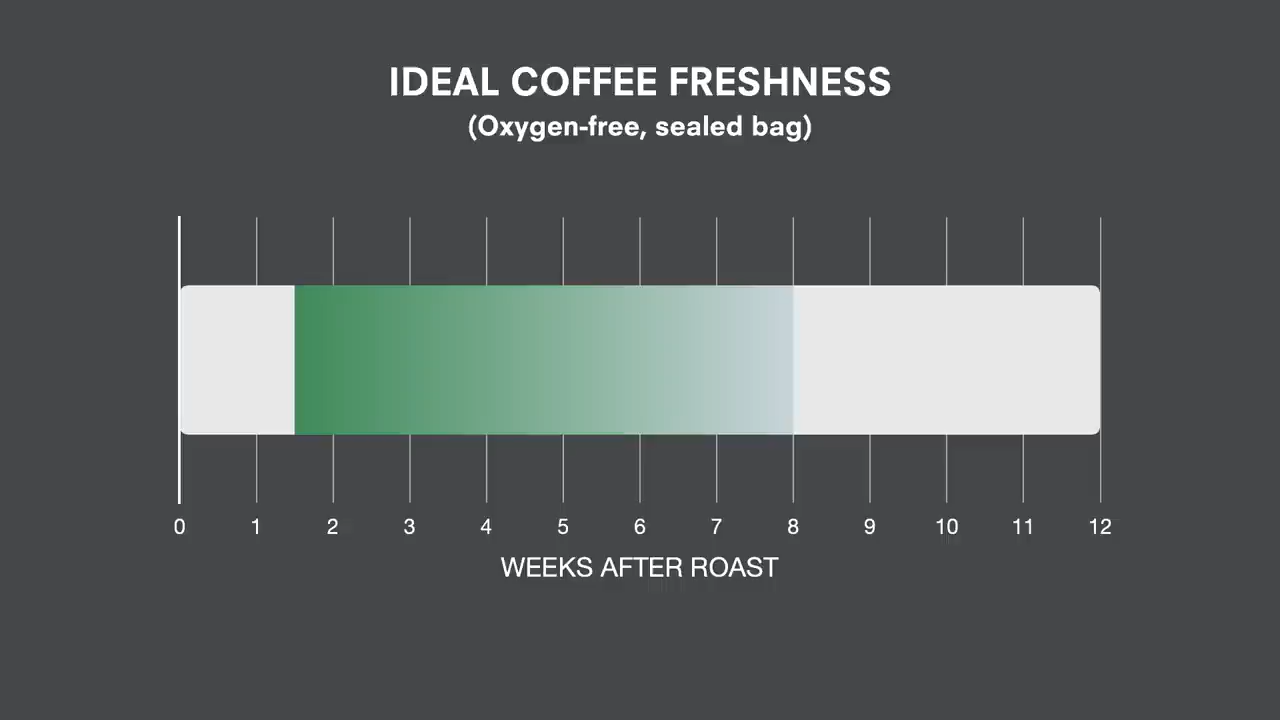 IDEAL COFFEE FRESHNESS
(Oxygen-free, sealed bag)
0 1 2 3 4 5 6 7 8 9 10 11 12
WEEKS AFTER ROAST